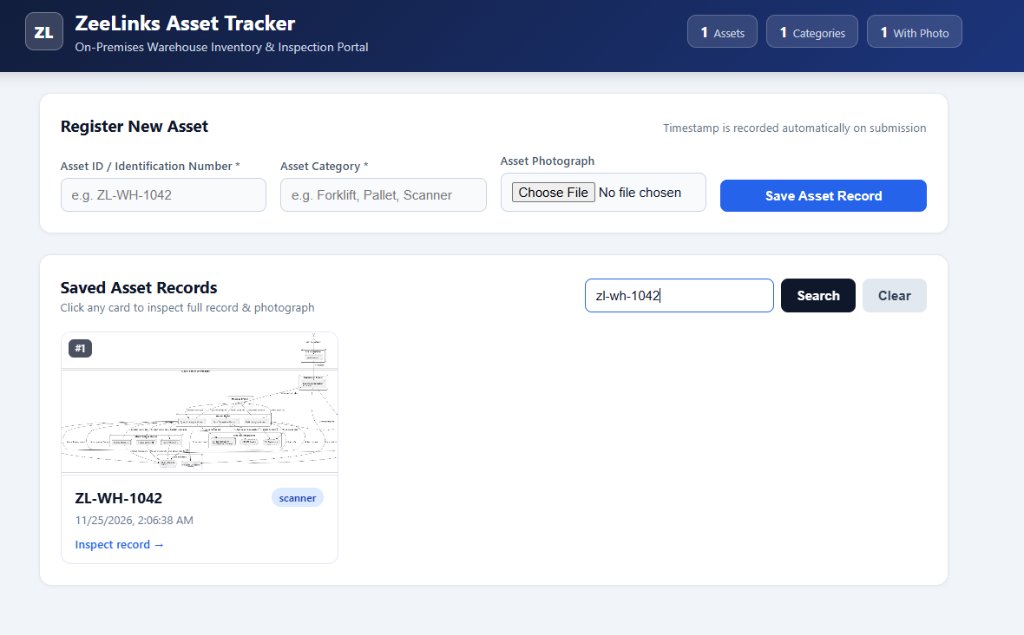 ZL
ZeeLinks Asset Tracker
On-Premises Warehouse Inventory & Inspection Portal
1 Assets
1 Categories
1 With Photo
Register New Asset
Timestamp is recorded automatically on submission
Asset ID / Identification Number *
Asset Category *
Asset Photograph
e.g. ZL-WH-1042
e.g. Forklift, Pallet, Scanner
Choose File No file chosen
Save Asset Record
Saved Asset Records
Click any card to inspect full record & photograph
zl-wh-1042
Search
Clear
#1
ZL-WH-1042
scanner
11/25/2026, 2:06:38 AM
Inspect record →